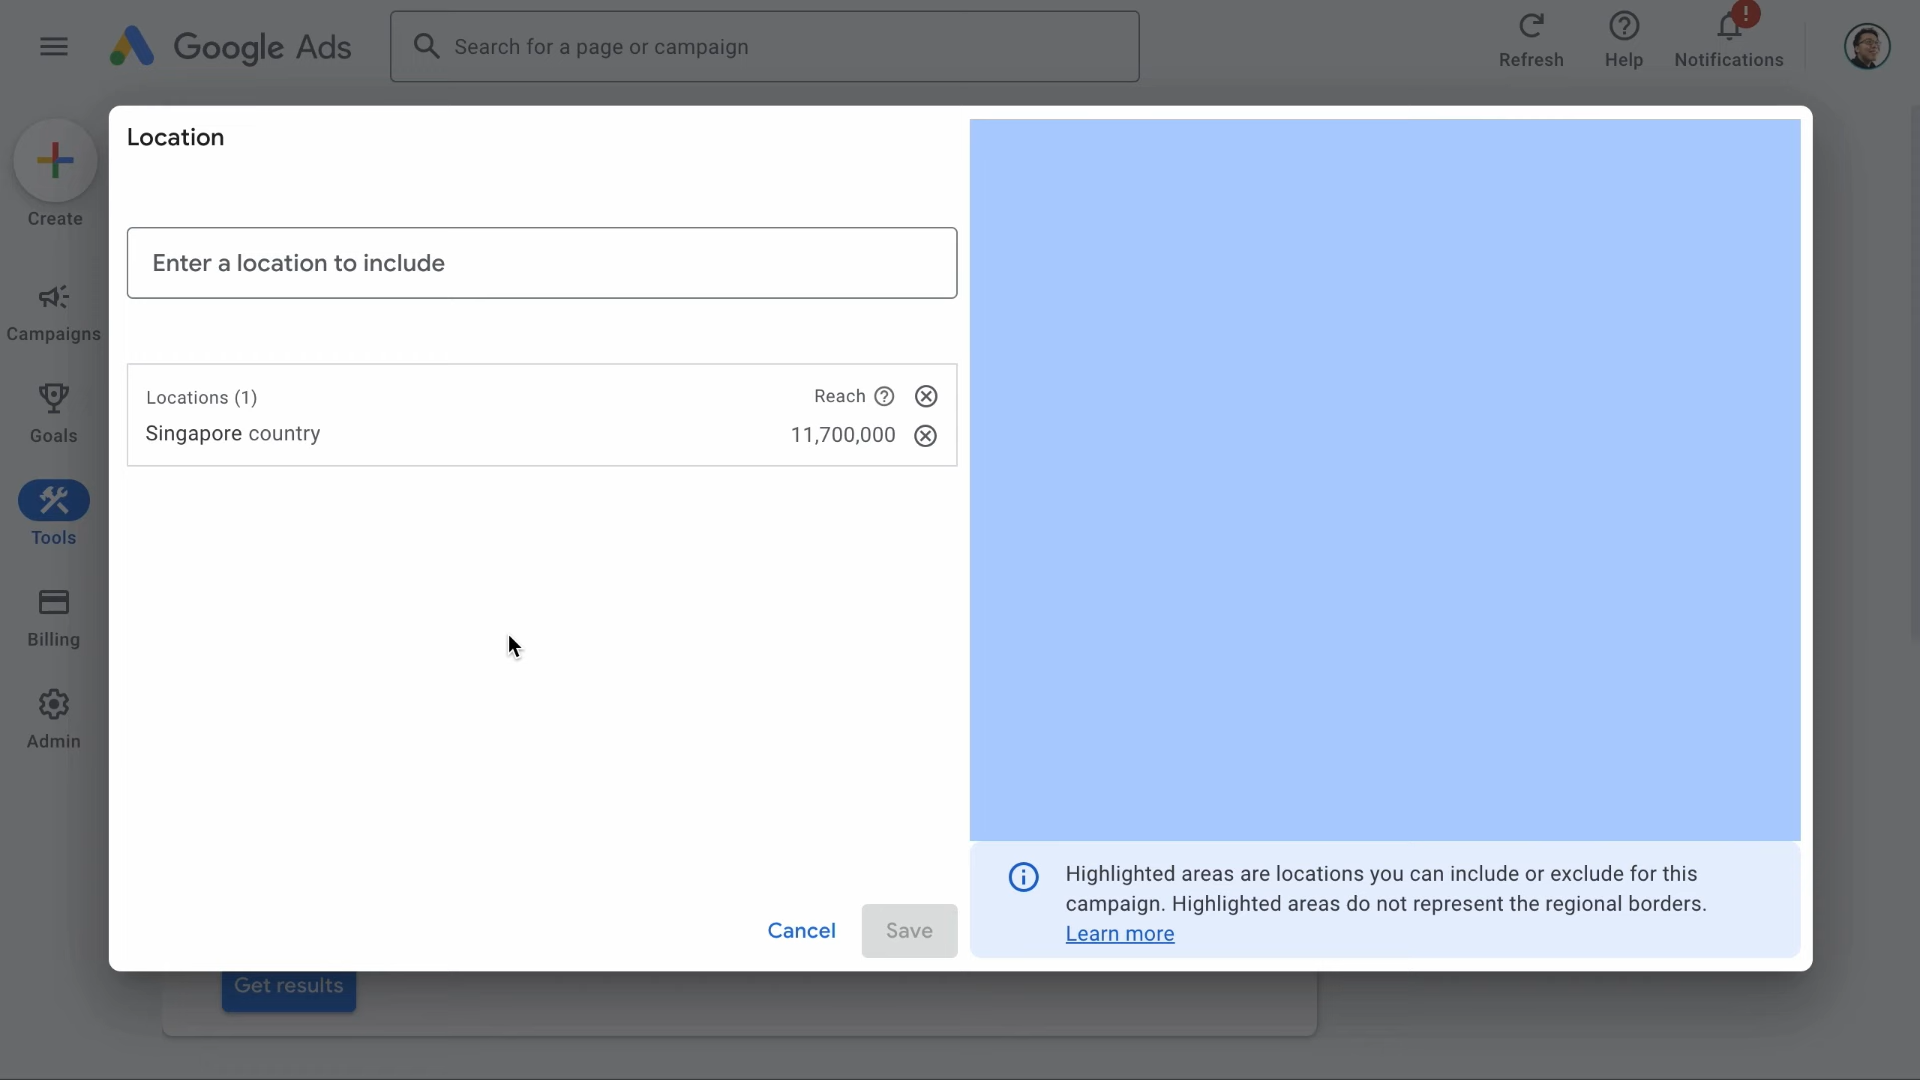 Google Ads
Search for a page or campaign
Refresh
Help
!
Notifications
Create
Campaigns
Goals
Tools
Billing
Admin
Location
Enter a location to include
Locations (1)
Reach
Singapore country
11,700,000
Cancel
Save
Highlighted areas are locations you can include or exclude for this
campaign. Highlighted areas do not represent the regional borders.
Learn more
Get results